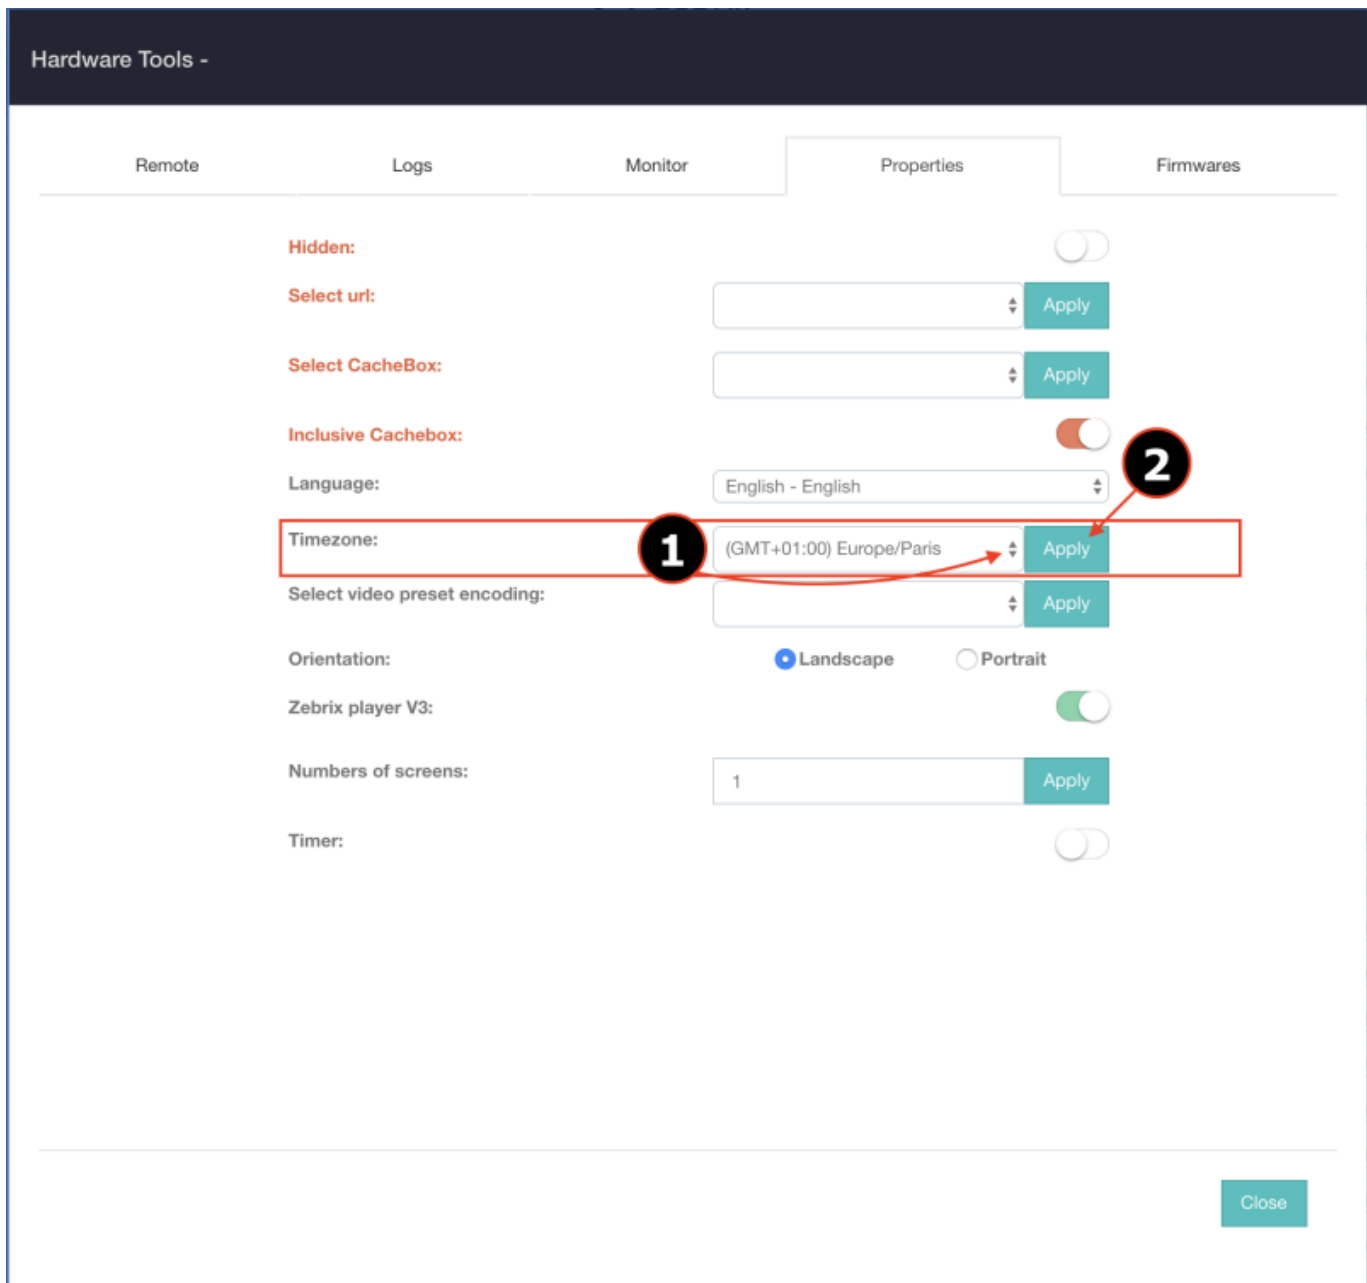 Hardware Tools -
Remote Logs Monitor Properties Firmwares
Hidden:
Select url: Apply
Select CacheBox: Apply
Inclusive Cachebox:
2
Language: English - English
Timezone: 1 (GMT+01:00) Europe/Paris Apply
Select video preset encoding: Apply
Orientation: Landscape Portrait
Zebrix player V3:
Numbers of screens: 1 Apply
Timer:
Close